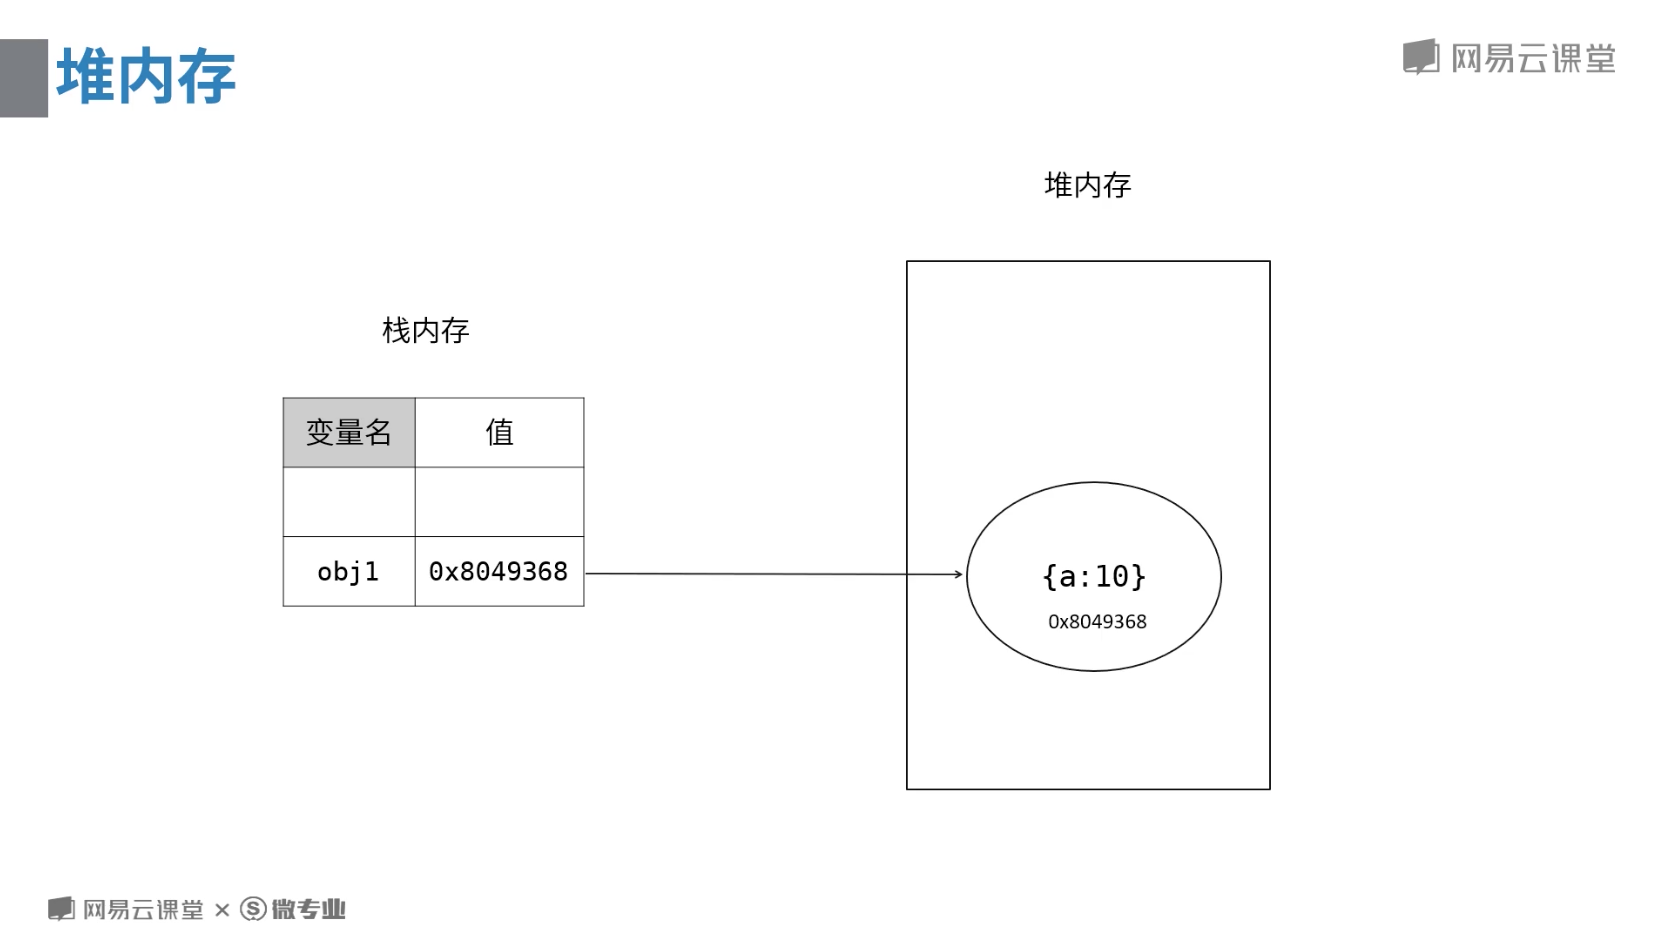 堆内存
网易云课堂
堆内存
栈内存
变量名 值
obj1 0x8049368
{a:10}
0x8049368
网易云课堂 × S微专业